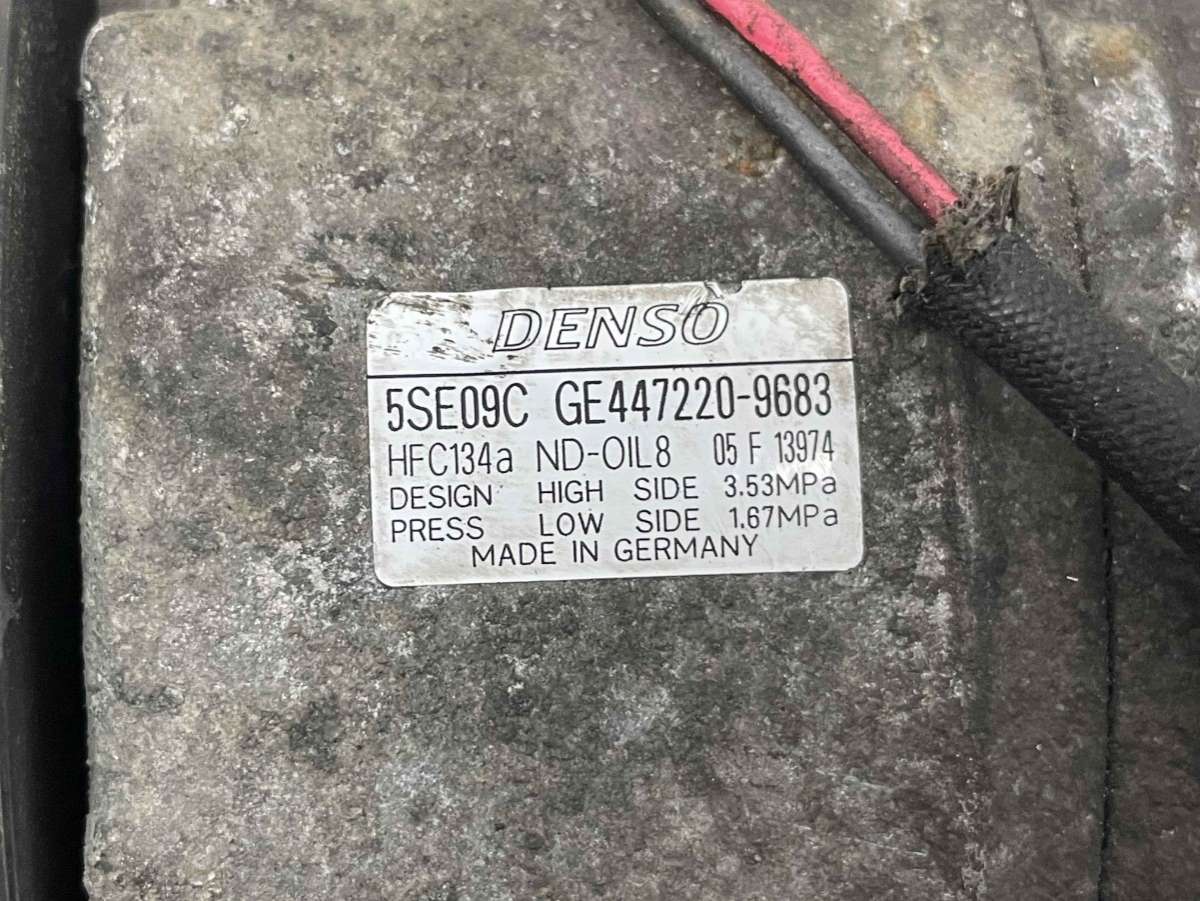 DENSO
5SE09C GE447220-9683
HFC134a ND-OIL8 05 F 13974
DESIGN HIGH SIDE 3.53MPa
PRESS LOW SIDE 1.67MPa
MADE IN GERMANY